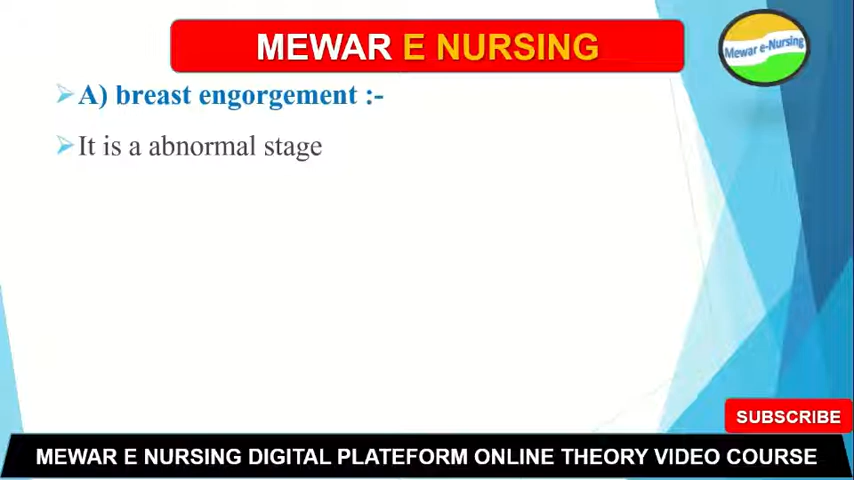 MEWAR E NURSING
Mewar e-Nursing
A) breast engorgement :-
It is a abnormal stage
SUBSCRIBE
MEWAR E NURSING DIGITAL PLATEFORM ONLINE THEORY VIDEO COURSE